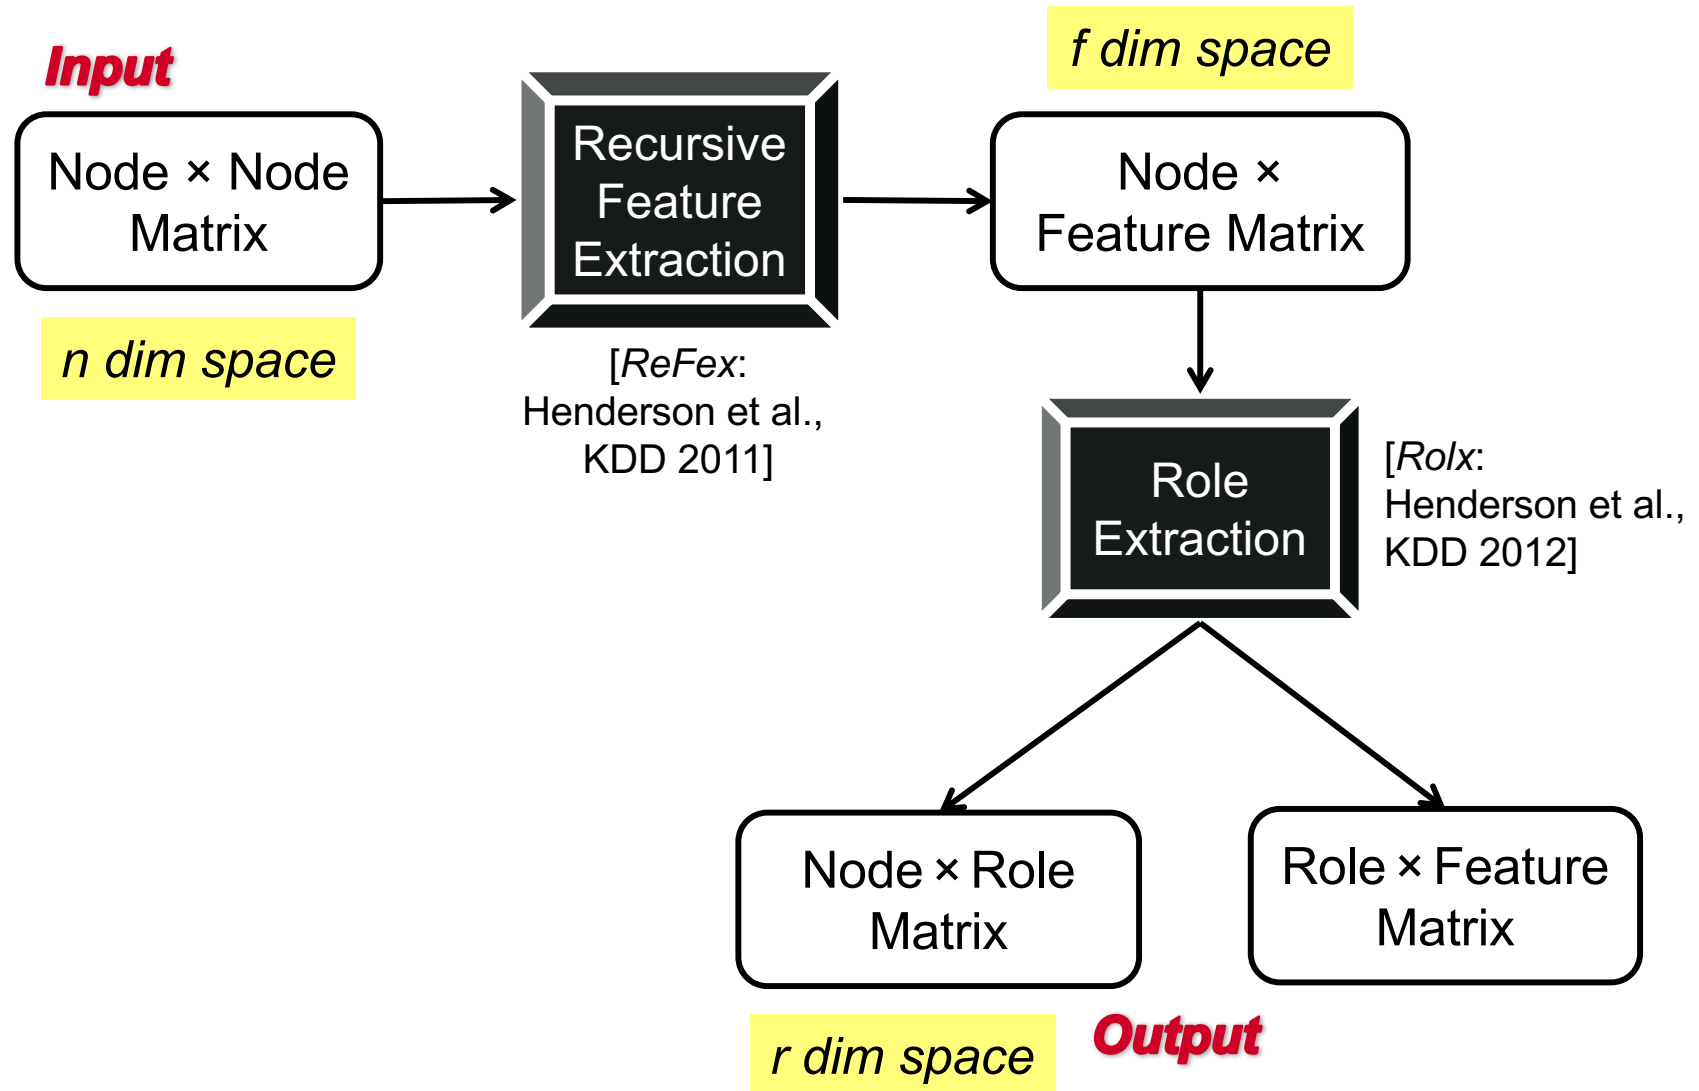 Input
Node × Node
Matrix
n dim space
Recursive
Feature
Extraction
[ReFex:
Henderson et al.,
KDD 2011]
f dim space
Node ×
Feature Matrix
Role
Extraction
[Rolx:
Henderson et al.,
KDD 2012]
Node × Role
Matrix
r dim space
Role × Feature
Matrix
Output